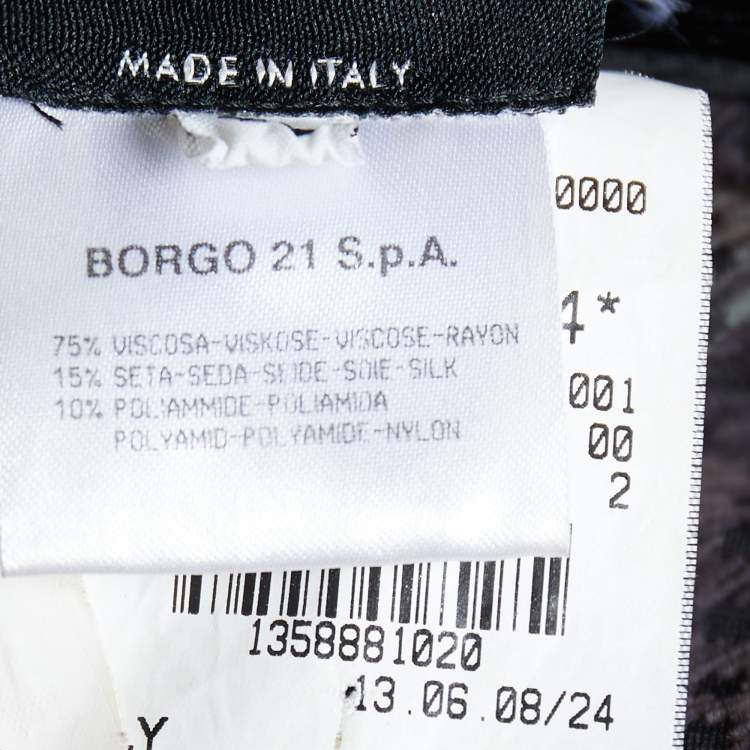 MADE IN ITALY
BORGO 21 S.p.A.
75% VISCOSA-VISKOSE-VISCOSE-RAYON
15% SETA-SEDA-SEIDE-SOIE-SILK
10% POLIAMMIDE-POLIAMIDA
POLYAMID-POLYAMIDE-NYLON
0000
4*
001
00
2
1358881020
13.06.08/24
Y